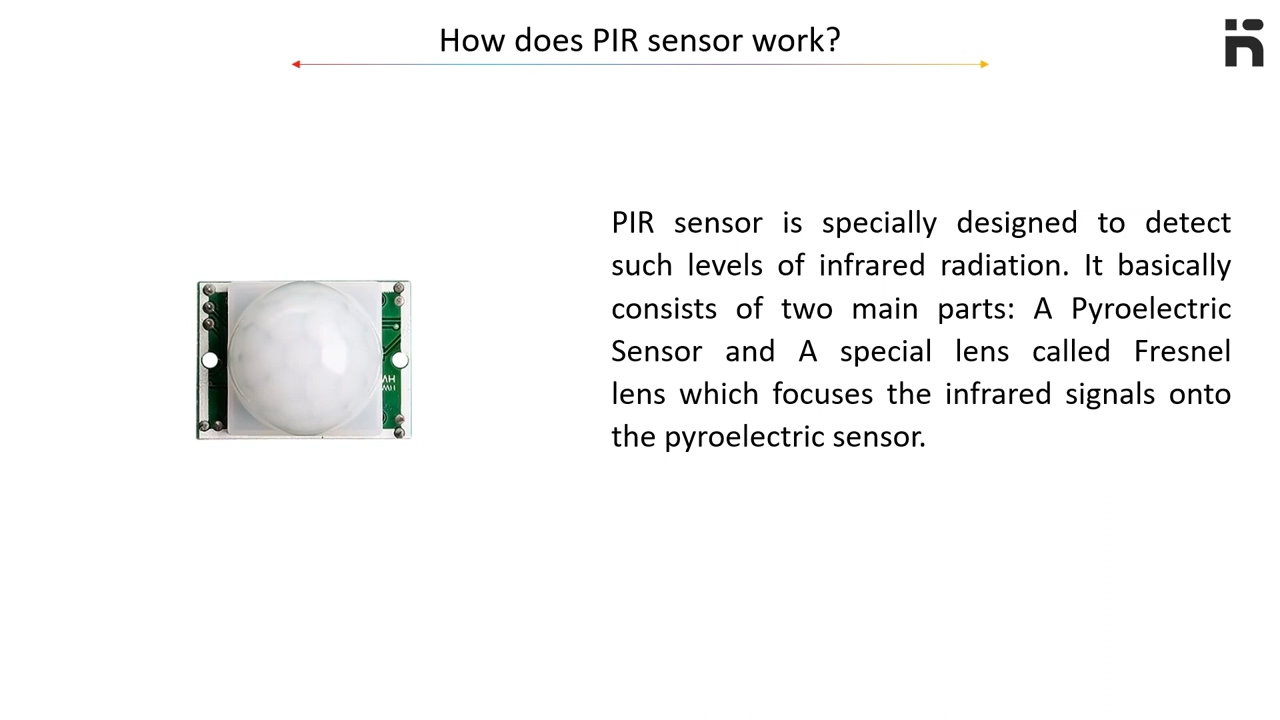 How does PIR sensor work?
PIR sensor is specially designed to detect
such levels of infrared radiation. It basically
consists of two main parts: A Pyroelectric
Sensor and A special lens called Fresnel
lens which focuses the infrared signals onto
the pyroelectric sensor.